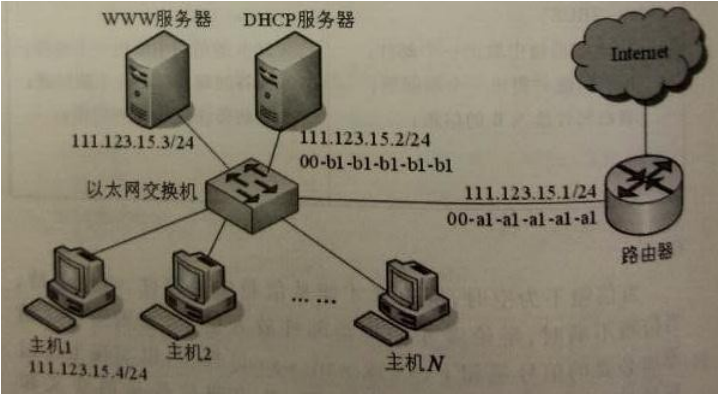 WWW服务器
DHCP服务器
Internet
111.123.15.3/24
111.123.15.2/24
00-b1-b1-b1-b1-b1
以太网交换机
111.123.15.1/24
00-a1-a1-a1-a1-a1
路由器
... ...
主机1
主机2
主机N
111.123.15.4/24